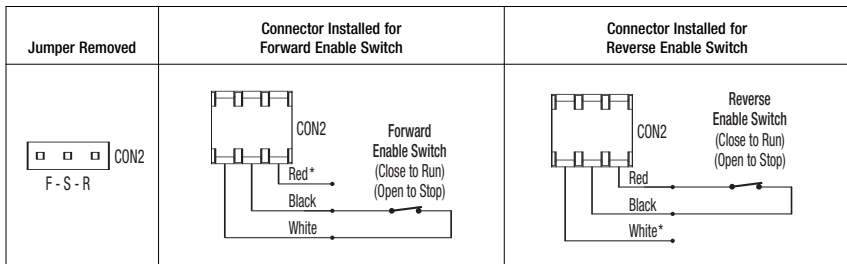 Jumper Removed
Connector Installed for
Forward Enable Switch
Connector Installed for
Reverse Enable Switch
CON2
F - S - R
CON2
Forward
Enable Switch
(Close to Run)
(Open to Stop)
Red*
Black
White
CON2
Reverse
Enable Switch
(Close to Run)
(Open to Stop)
Red
Black
White*